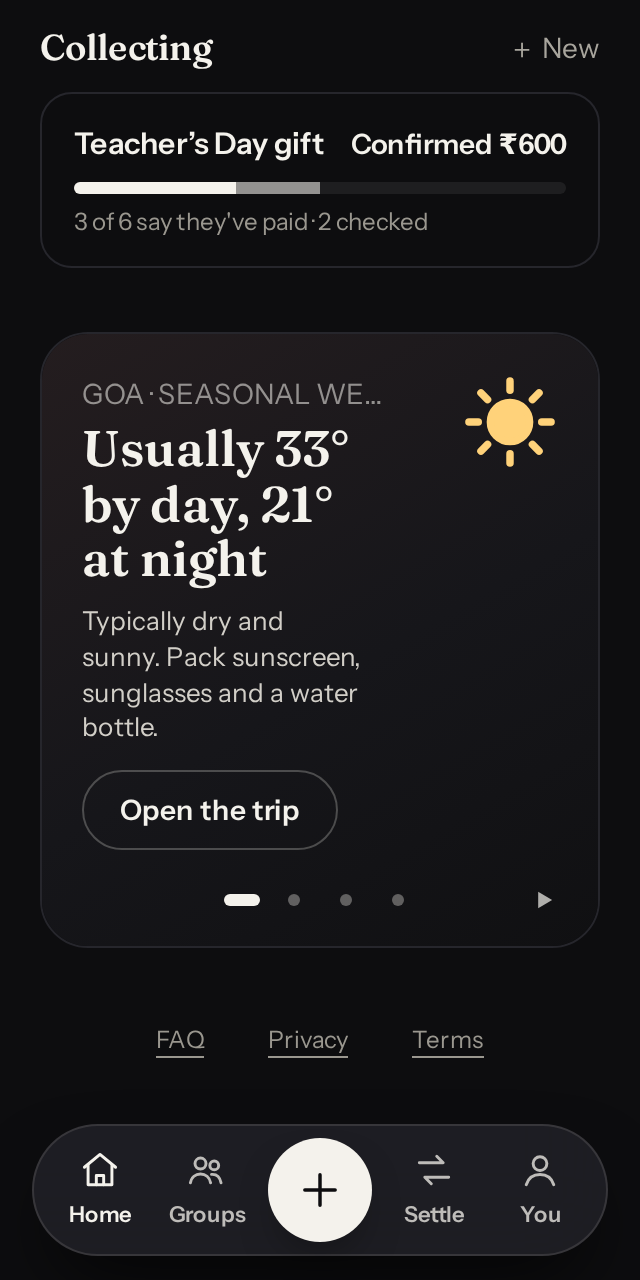 Collecting
+ New
Teacher’s Day gift
Confirmed ₹600
3 of 6 say they've paid · 2 checked
GOA · SEASONAL WE...
Usually 33°
by day, 21°
at night
Typically dry and
sunny. Pack sunscreen,
sunglasses and a water
bottle.
Open the trip
FAQ
Privacy
Terms
Home
Groups
Settle
You